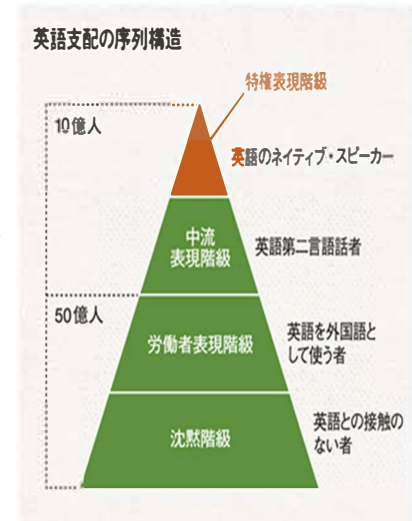 英語支配の序列構造
特権表現階級
10億人
英語のネイティブ・スピーカー
中流
表現階級
英語第二言語話者
50億人
労働者表現階級
英語を外国語と
して使う者
沈黙階級
英語との接触の
ない者